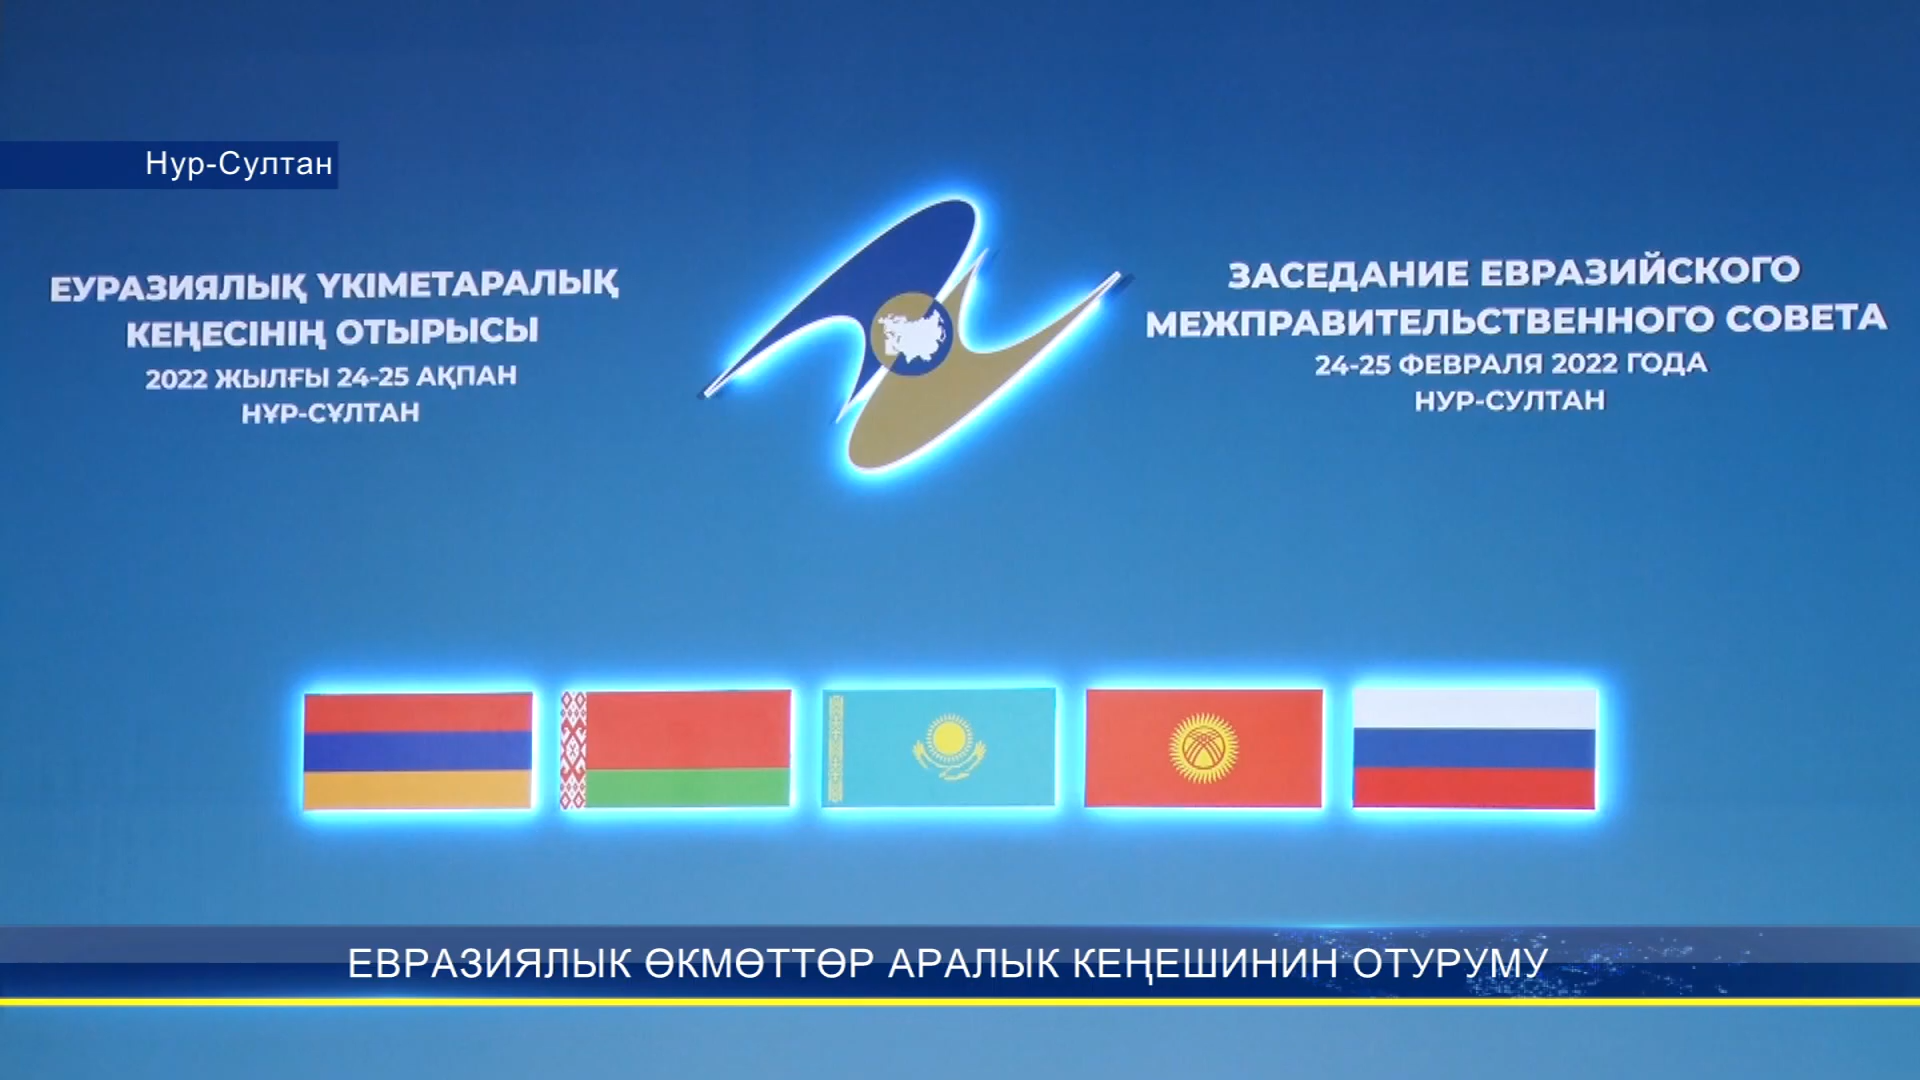 Нур-Султан
ЕУРАЗИЯЛЫҚ ҮКІМЕТАРАЛЫҚ
КЕҢЕСІНІҢ ОТЫРЫСЫ
2022 ЖЫЛҒЫ 24-25 АҚПАН
НҰР-СҰЛТАН
ЗАСЕДАНИЕ ЕВРАЗИЙСКОГО
МЕЖПРАВИТЕЛЬСТВЕННОГО СОВЕТА
24-25 ФЕВРАЛЯ 2022 ГОДА
НУР-СУЛТАН
ЕВРАЗИЯЛЫК ӨКМӨТТӨР АРАЛЫК КЕҢЕШИНИН ОТУРУМУ